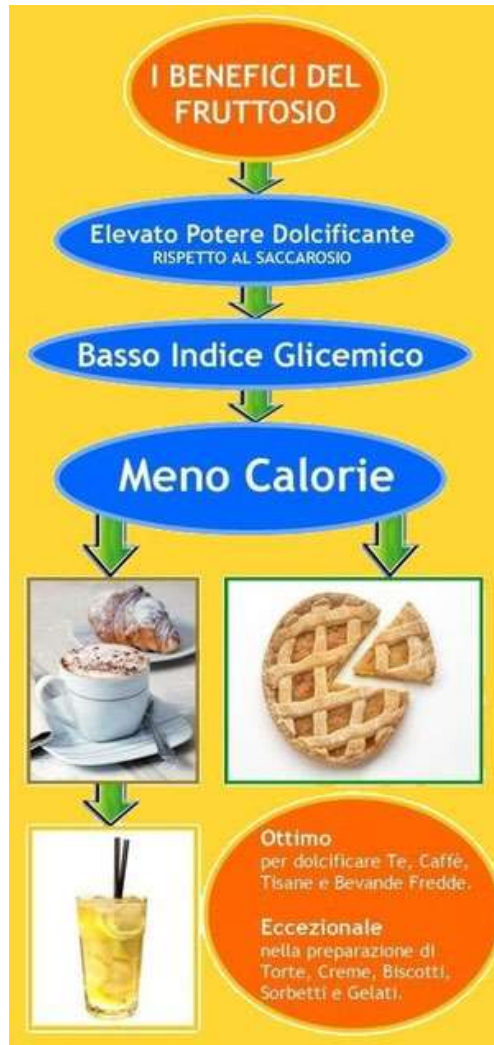 I BENEFICI DEL
FRUTTOSIO
Elevato Potere Dolcificante
RISPETTO AL SACCAROSIO
Basso Indice Glicemico
Meno Calorie
Ottimo
per dolcificare Te, Caffè,
Tisane e Bevande Fredde.
Eccezionale
nella preparazione di
Torte, Creme, Biscotti,
Sorbetti e Gelati.